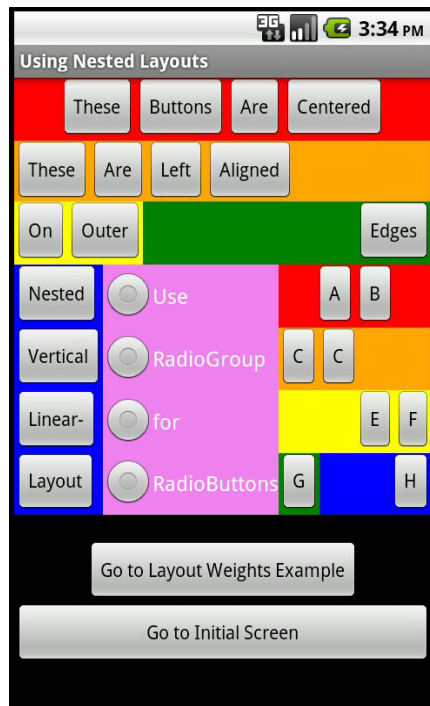 3G 3:34 PM
Using Nested Layouts
These Buttons Are Centered
These Are Left Aligned
On Outer Edges
Nested Use A B
Vertical RadioGroup C C
Linear- for E F
Layout RadioButtons G H
Go to Layout Weights Example
Go to Initial Screen